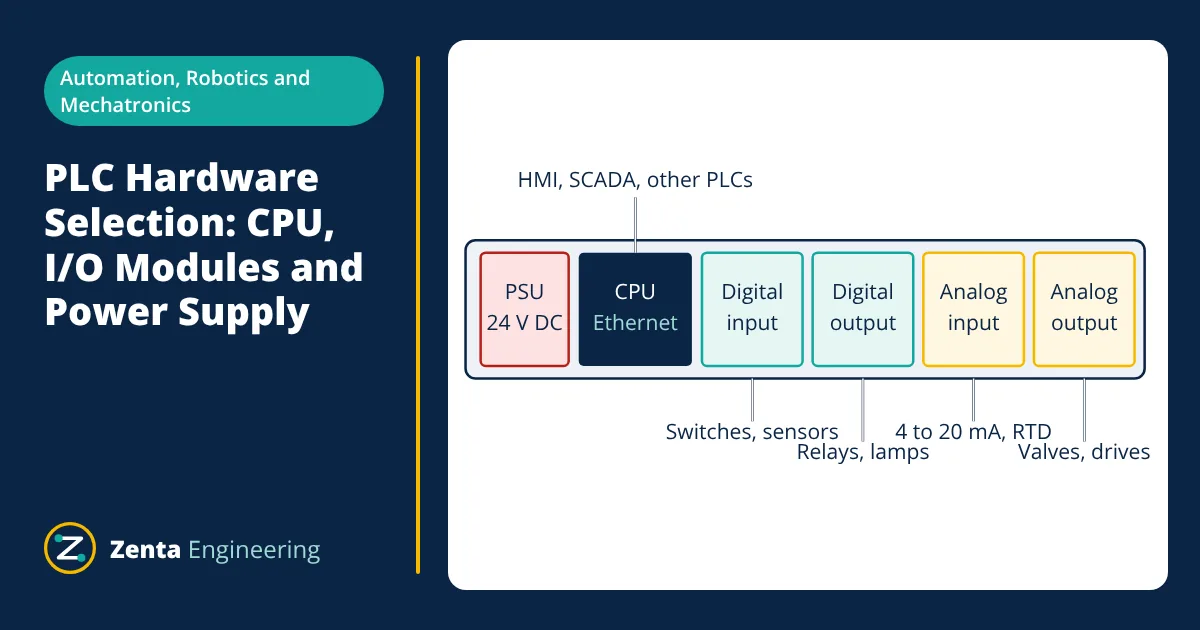 Automation, Robotics and
Mechatronics
PLC Hardware
Selection: CPU,
I/O Modules and
Power Supply
Zenta Engineering
HMI, SCADA, other PLCs
PSU
24 V DC
CPU
Ethernet
Digital
input
Digital
output
Analog
input
Analog
output
Switches, sensors
Relays, lamps
4 to 20 mA, RTD
Valves, drives